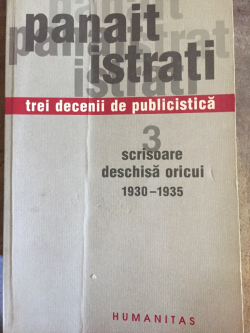 panait
istrati
trei decenii de publicistică
3
scrisoare
deschisă oricui
1930–1935
HUMANITAS